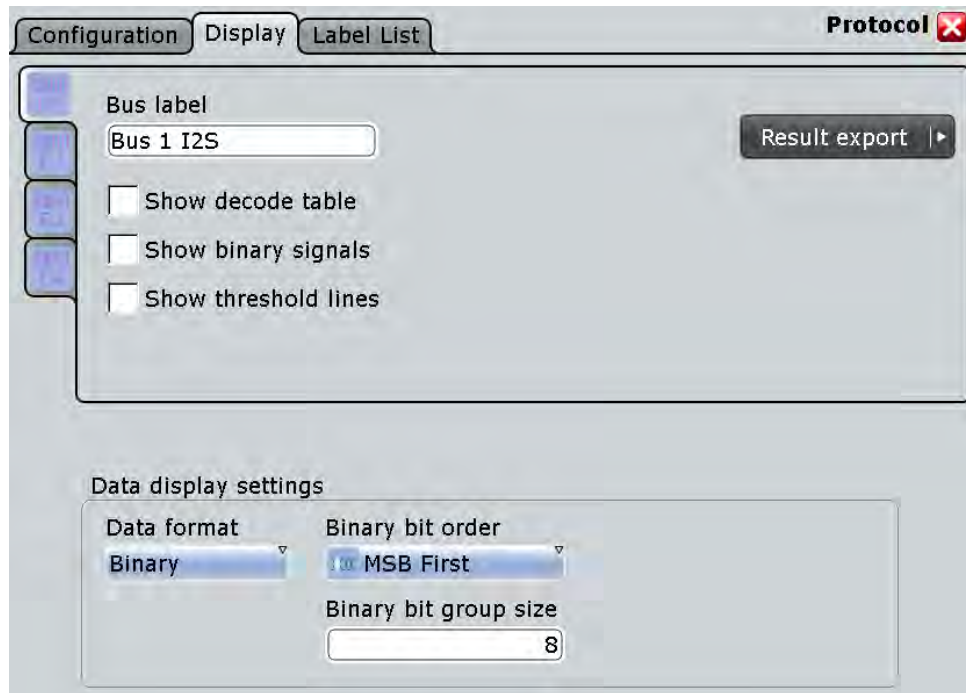 Configuration Display Label List Protocol
Bus label
Bus 1 I2S
Result export
Show decode table
Show binary signals
Show threshold lines
Data display settings
Data format Binary bit order
Binary MSB First
Binary bit group size
8